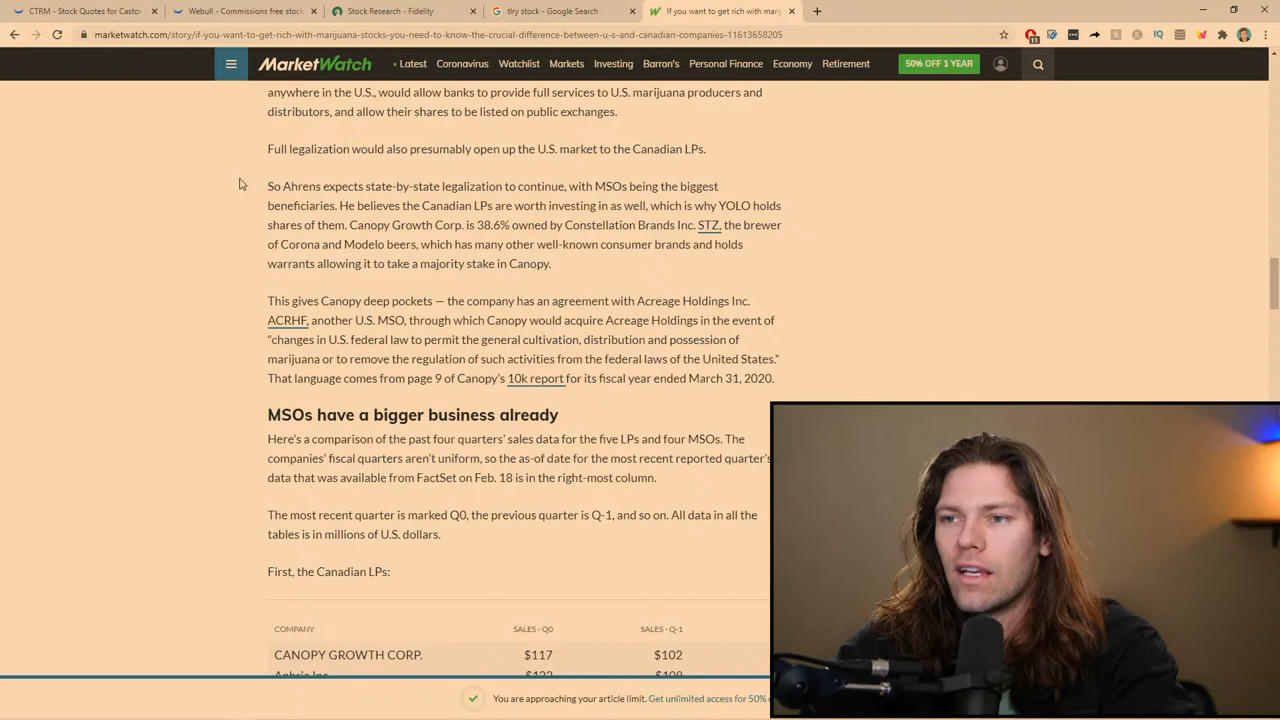 CTRM - Stock Quotes for Castor
Webull - Commissions free stock
Stock Research - Fidelity
tlry stock - Google Search
If you want to get rich with mari
marketwatch.com/story/if-you-want-to-get-rich-with-marijuana-stocks-you-need-to-know-the-crucial-difference-between-u-s-and-canadian-companies-11613658205
MarketWatch
Latest
Coronavirus
Watchlist
Markets
Investing
Barron's
Personal Finance
Economy
Retirement
50% OFF 1 YEAR
anywhere in the U.S., would allow banks to provide full services to U.S. marijuana producers and
distributors, and allow their shares to be listed on public exchanges.
Full legalization would also presumably open up the U.S. market to the Canadian LPs.
So Ahrens expects state-by-state legalization to continue, with MSOs being the biggest
beneficiaries. He believes the Canadian LPs are worth investing in as well, which is why YOLO holds
shares of them. Canopy Growth Corp. is 38.6% owned by Constellation Brands Inc. STZ, the brewer
of Corona and Modelo beers, which has many other well-known consumer brands and holds
warrants allowing it to take a majority stake in Canopy.
This gives Canopy deep pockets — the company has an agreement with Acreage Holdings Inc.
ACRHF, another U.S. MSO, through which Canopy would acquire Acreage Holdings in the event of
“changes in U.S. federal law to permit the general cultivation, distribution and possession of
marijuana or to remove the regulation of such activities from the federal laws of the United States.”
That language comes from page 9 of Canopy’s 10k report for its fiscal year ended March 31, 2020.
MSOs have a bigger business already
Here’s a comparison of the past four quarters’ sales data for the five LPs and four MSOs. The
companies’ fiscal quarters aren’t uniform, so the as-of date for the most recent reported quarter’s
data that was available from FactSet on Feb. 18 is in the right-most column.
The most recent quarter is marked Q0, the previous quarter is Q-1, and so on. All data in all the
tables is in millions of U.S. dollars.
First, the Canadian LPs:
COMPANY SALES - Q0 SALES - Q-1
CANOPY GROWTH CORP. $117 $102
Aphria Inc.
You are approaching your article limit. Get unlimited access for 50%